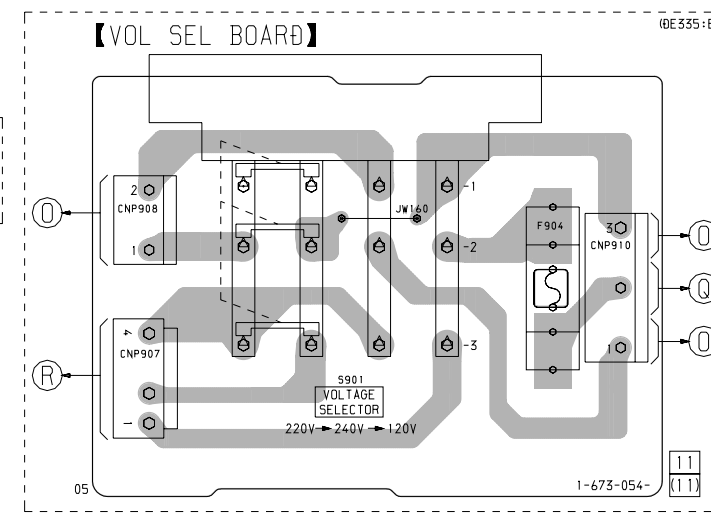 (DE335:E
【VOL SEL BOARD】
2
CNP908
1
O
-1
JW160
-2
-3
F904
3
CNP910
1
O
Q
O
4
CNP907
1
R
S901
VOLTAGE
SELECTOR
220V→240V→120V
05
1-673-054-
11
(11)